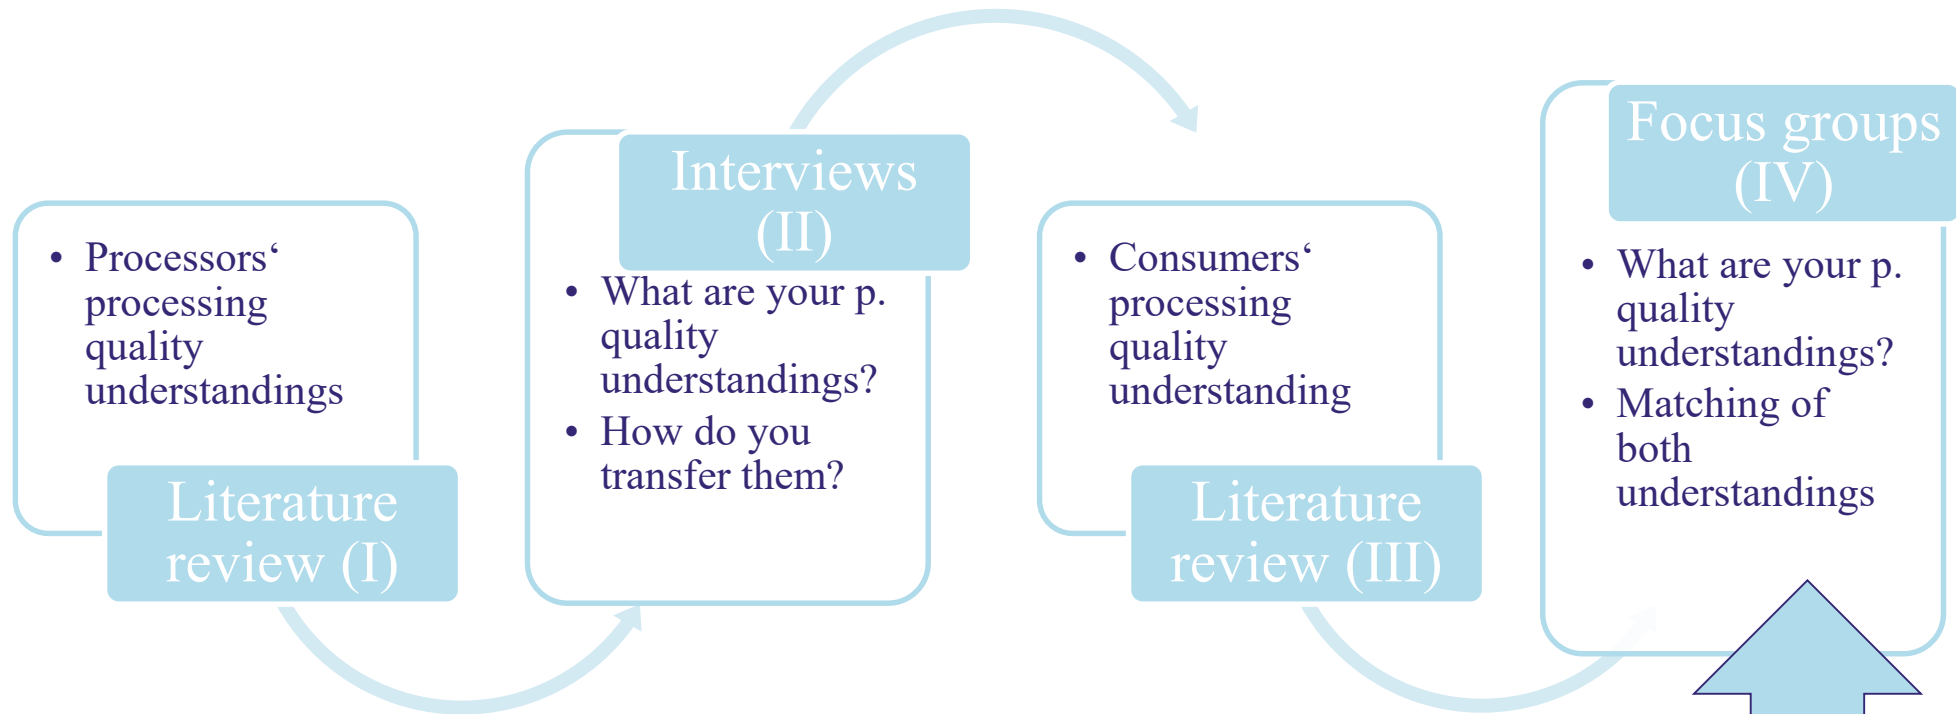 • Processors‘
processing
quality
understandings
Literature
review (I)
Interviews
(II)
• What are your p.
quality
understandings?
• How do you
transfer them?
• Consumers‘
processing
quality
understanding
Literature
review (III)
Focus groups
(IV)
• What are your p.
quality
understandings?
• Matching of
both
understandings